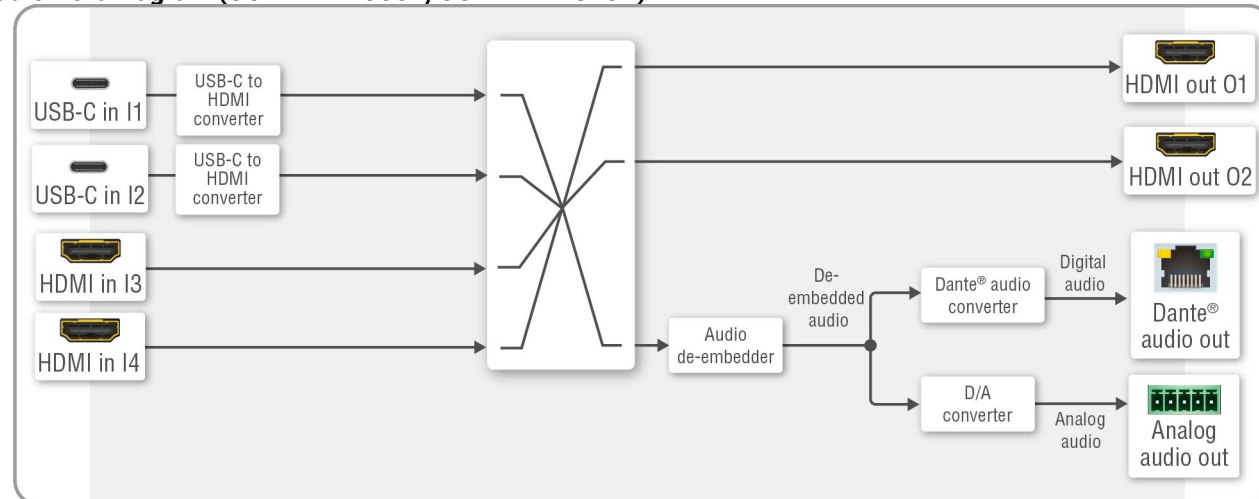 USB-C in I1
USB-C to
HDMI
converter
USB-C in I2
USB-C to
HDMI
converter
HDMI in I3
HDMI in I4
HDMI out O1
HDMI out O2
Audio
de-embedder
De-
embedded
audio
Dante® audio
converter
Digital
audio
Dante®
audio out
D/A
converter
Analog
audio
Analog
audio out